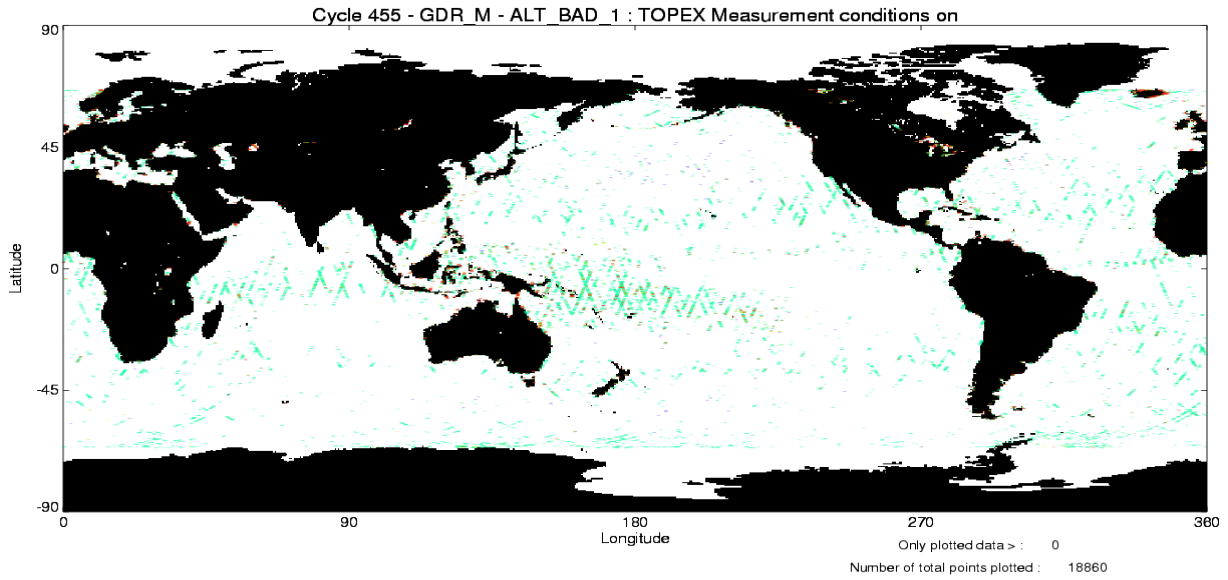 Cycle 455 - GDR_M - ALT_BAD_1 : TOPEX Measurement conditions on
90
45
0
-45
-90
Latitude
0 90 180 270 360
Longitude
Only plotted data > : 0
Number of total points plotted : 18860